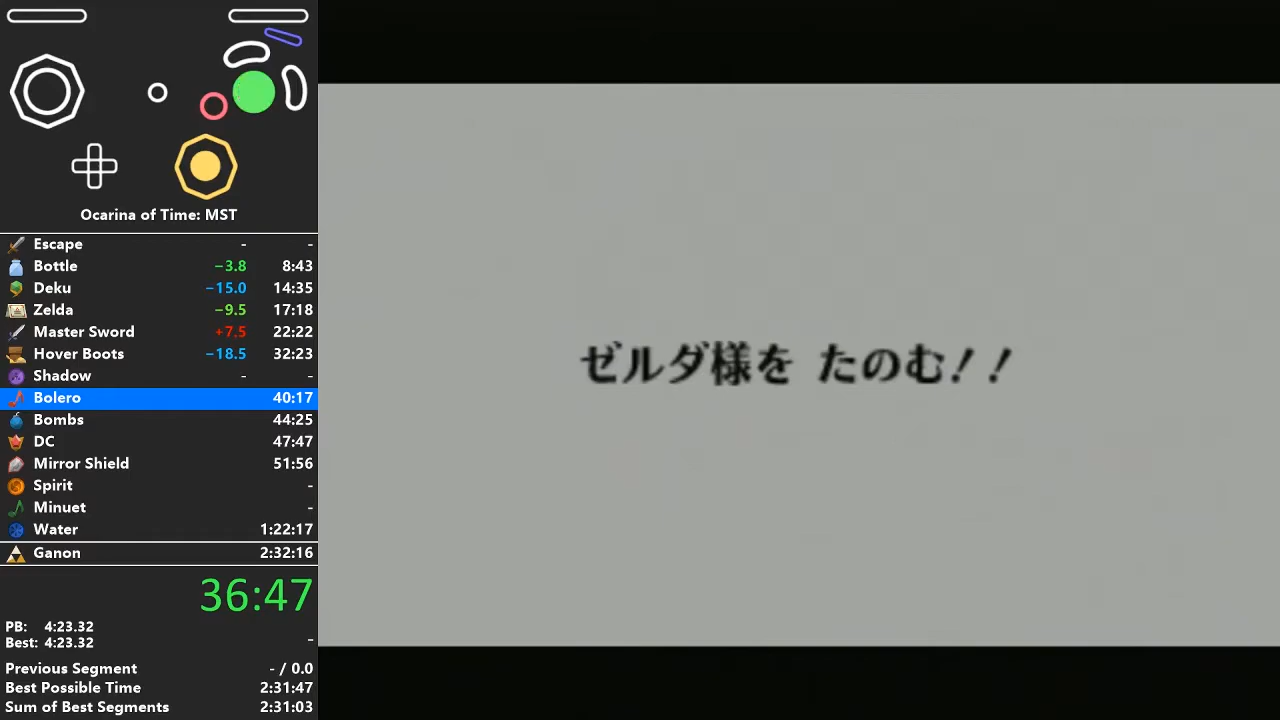 Ocarina of Time: MST
Escape - -
Bottle −3.8 8:43
Deku −15.0 14:35
Zelda −9.5 17:18
Master Sword +7.5 22:22
Hover Boots −18.5 32:23
Shadow - -
Bolero 40:17
Bombs 44:25
DC 47:47
Mirror Shield 51:56
Spirit -
Minuet -
Water 1:22:17
Ganon 2:32:16
36:47
PB: 4:23.32
Best: 4:23.32 -
Previous Segment - / 0.0
Best Possible Time 2:31:47
Sum of Best Segments 2:31:03
ゼルダ様を たのむ!!